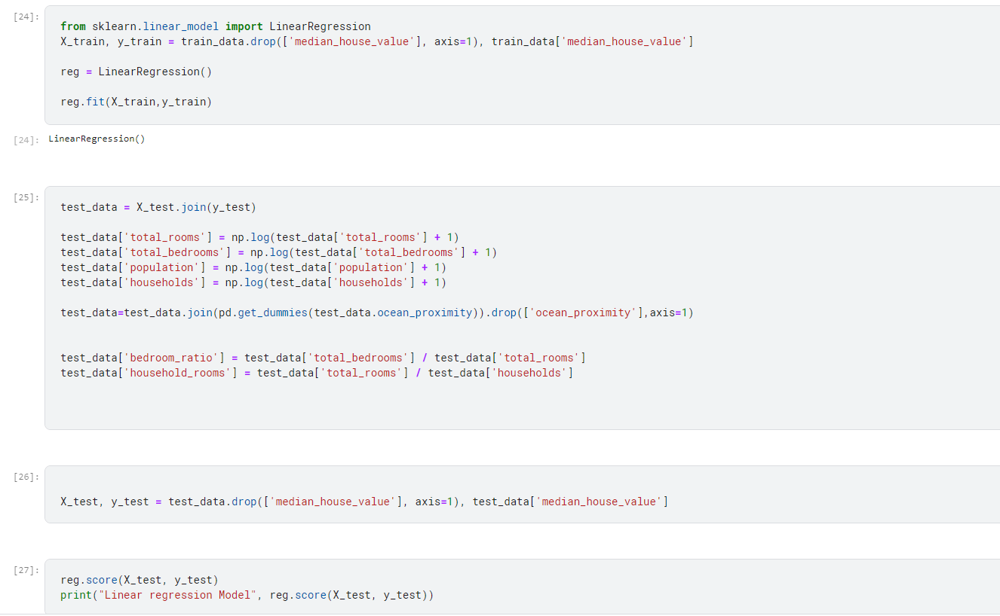 [24]:
from sklearn.linear_model import LinearRegression
X_train, y_train = train_data.drop(['median_house_value'], axis=1), train_data['median_house_value']
reg = LinearRegression()
reg.fit(X_train,y_train)
[24]: LinearRegression()
[25]:
test_data = X_test.join(y_test)
test_data['total_rooms'] = np.log(test_data['total_rooms'] + 1)
test_data['total_bedrooms'] = np.log(test_data['total_bedrooms'] + 1)
test_data['population'] = np.log(test_data['population'] + 1)
test_data['households'] = np.log(test_data['households'] + 1)
test_data=test_data.join(pd.get_dummies(test_data.ocean_proximity)).drop(['ocean_proximity'],axis=1)
test_data['bedroom_ratio'] = test_data['total_bedrooms'] / test_data['total_rooms']
test_data['household_rooms'] = test_data['total_rooms'] / test_data['households']
[26]:
X_test, y_test = test_data.drop(['median_house_value'], axis=1), test_data['median_house_value']
[27]:
reg.score(X_test, y_test)
print("Linear regression Model", reg.score(X_test, y_test))